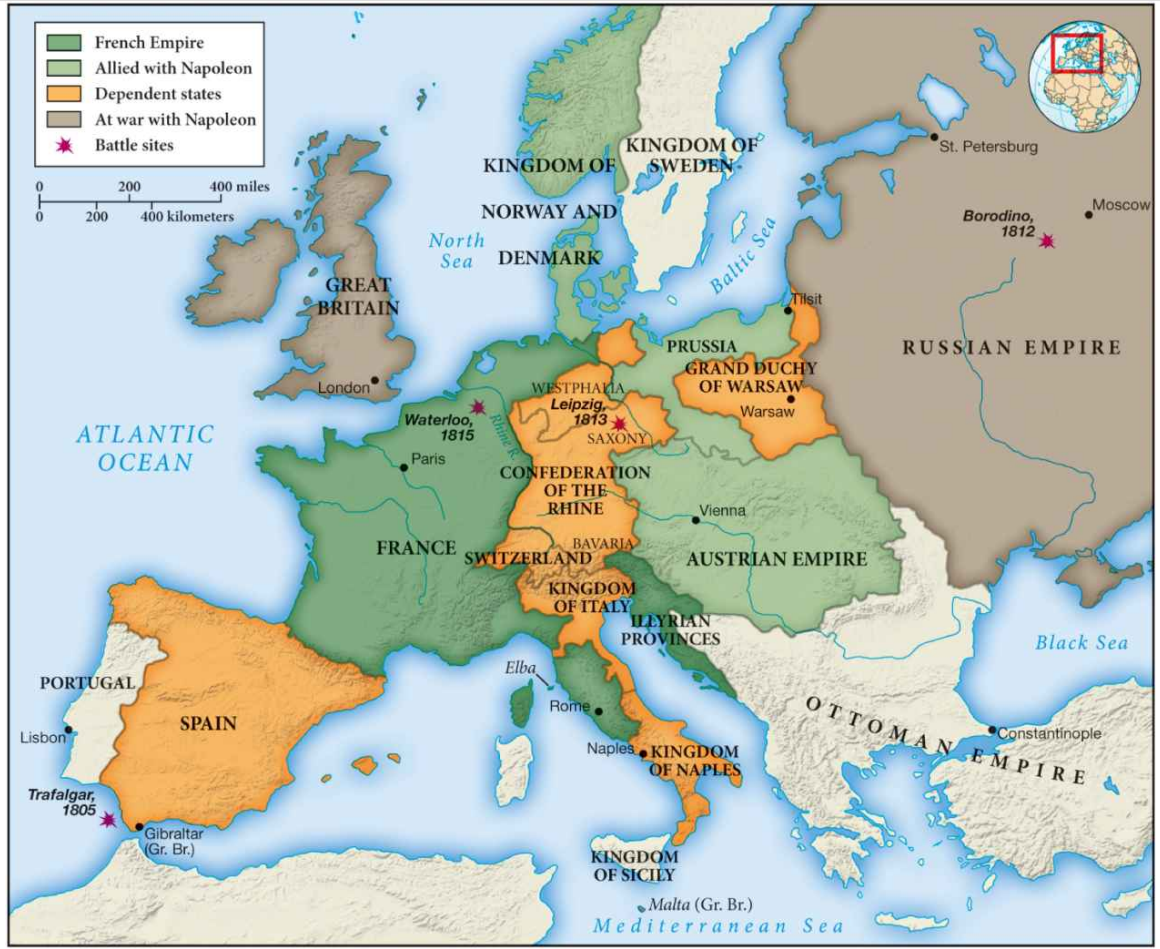 French Empire
Allied with Napoleon
Dependent states
At war with Napoleon
Battle sites
0 200 400 miles
0 200 400 kilometers
KINGDOM OF
NORWAY AND
DENMARK
KINGDOM OF
SWEDEN
St. Petersburg
Moscow
Borodino,
1812
North
Sea
Baltic Sea
GREAT
BRITAIN
London
Tilsit
RUSSIAN EMPIRE
PRUSSIA
GRAND DUCHY
OF WARSAW
Warsaw
WESTPHALIA
Leipzig,
1813
SAXONY
Waterloo,
1815
Rhine R.
ATLANTIC
OCEAN
Paris
CONFEDERATION
OF THE
RHINE
Vienna
FRANCE
SWITZERLAND
BAVARIA
AUSTRIAN EMPIRE
KINGDOM
OF ITALY
ILLYRIAN
PROVINCES
Black Sea
Elba
Rome
PORTUGAL
SPAIN
Lisbon
Naples
KINGDOM
OF NAPLES
OTTOMAN EMPIRE
Constantinople
Trafalgar,
1805
Gibraltar
(Gr. Br.)
KINGDOM
OF SICILY
Malta (Gr. Br.)
Mediterranean Sea